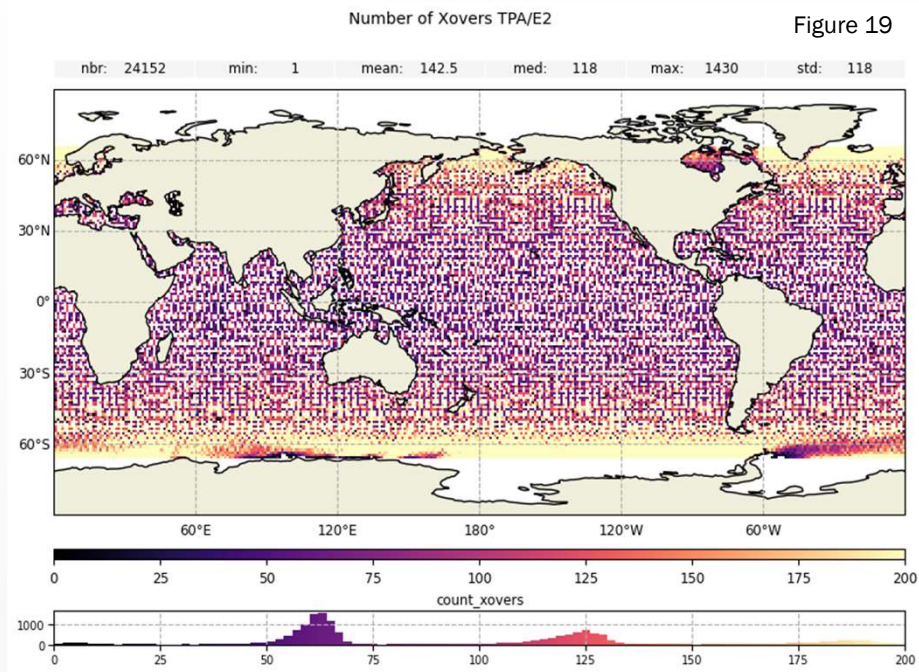 Number of Xovers TPA/E2
Figure 19
nbr: 24152 min: 1 mean: 142.5 med: 118 max: 1430 std: 118
60°N
30°N
0°
30°S
60°S
60°E 120°E 180° 120°W 60°W
0 25 50 75 100 125 150 175 200
count_xovers
1000
0
0 25 50 75 100 125 150 175 200